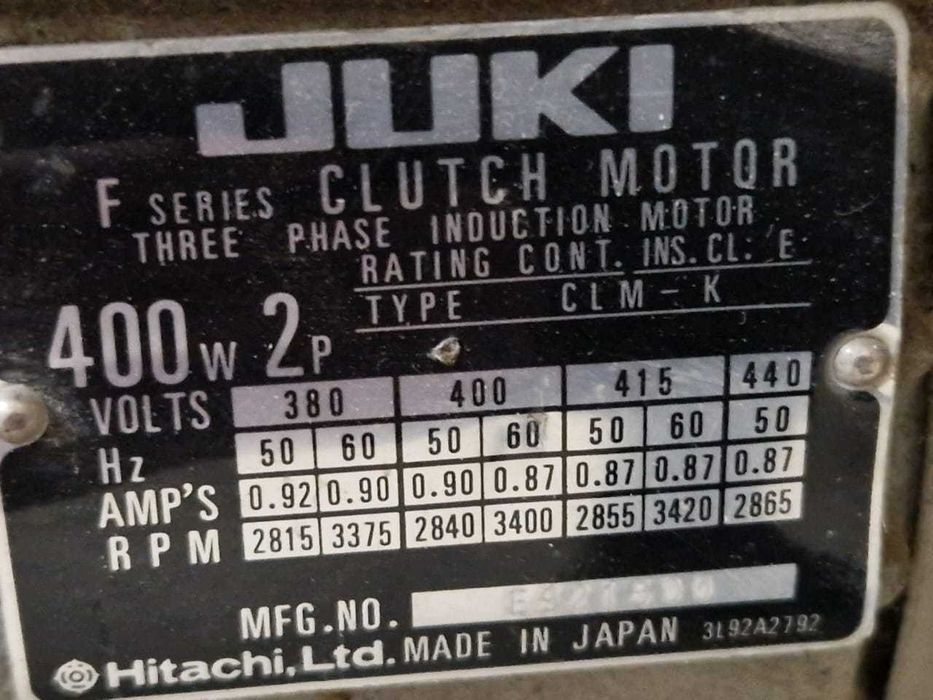 JUKI
F SERIES CLUTCH MOTOR
THREE PHASE INDUCTION MOTOR
RATING CONT. INS. CL. E
TYPE CLM-K
400W 2P
VOLTS 380 400 415 440
Hz 50 60 50 60 50 60 50
AMP'S 0.92 0.90 0.90 0.87 0.87 0.87 0.87
RPM 2815 3375 2840 3400 2855 3420 2865
MFG.NO.
Hitachi, Ltd. MADE IN JAPAN 3L92A2792